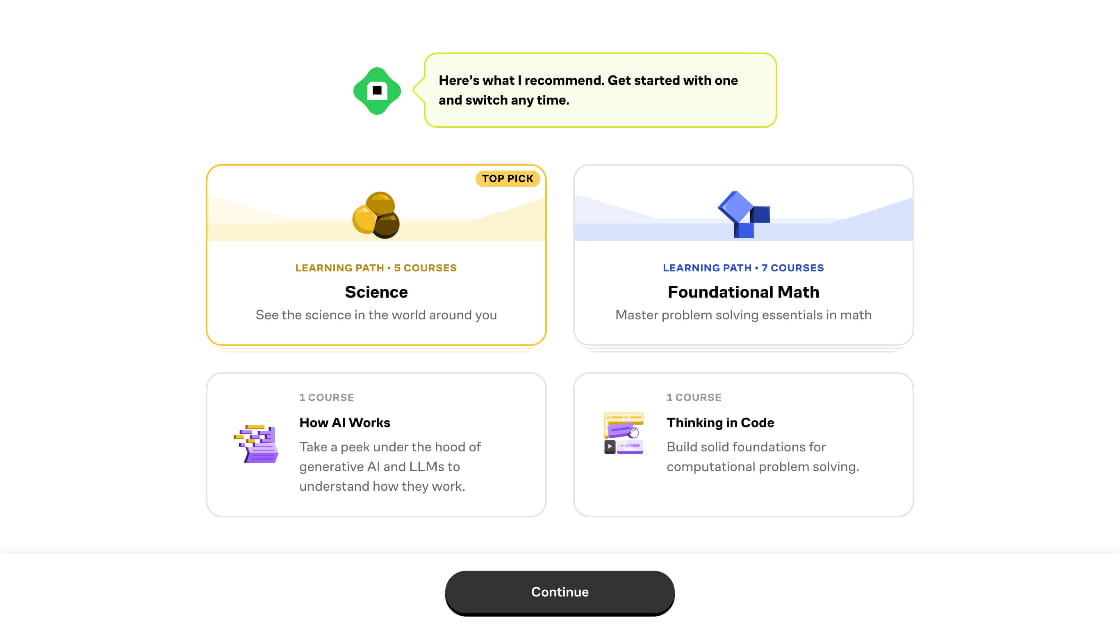 Here's what I recommend. Get started with one
and switch any time.
TOP PICK
LEARNING PATH • 5 COURSES
Science
See the science in the world around you
LEARNING PATH • 7 COURSES
Foundational Math
Master problem solving essentials in math
1 COURSE
How AI Works
Take a peek under the hood of
generative AI and LLMs to
understand how they work.
1 COURSE
Thinking in Code
Build solid foundations for
computational problem solving.
Continue